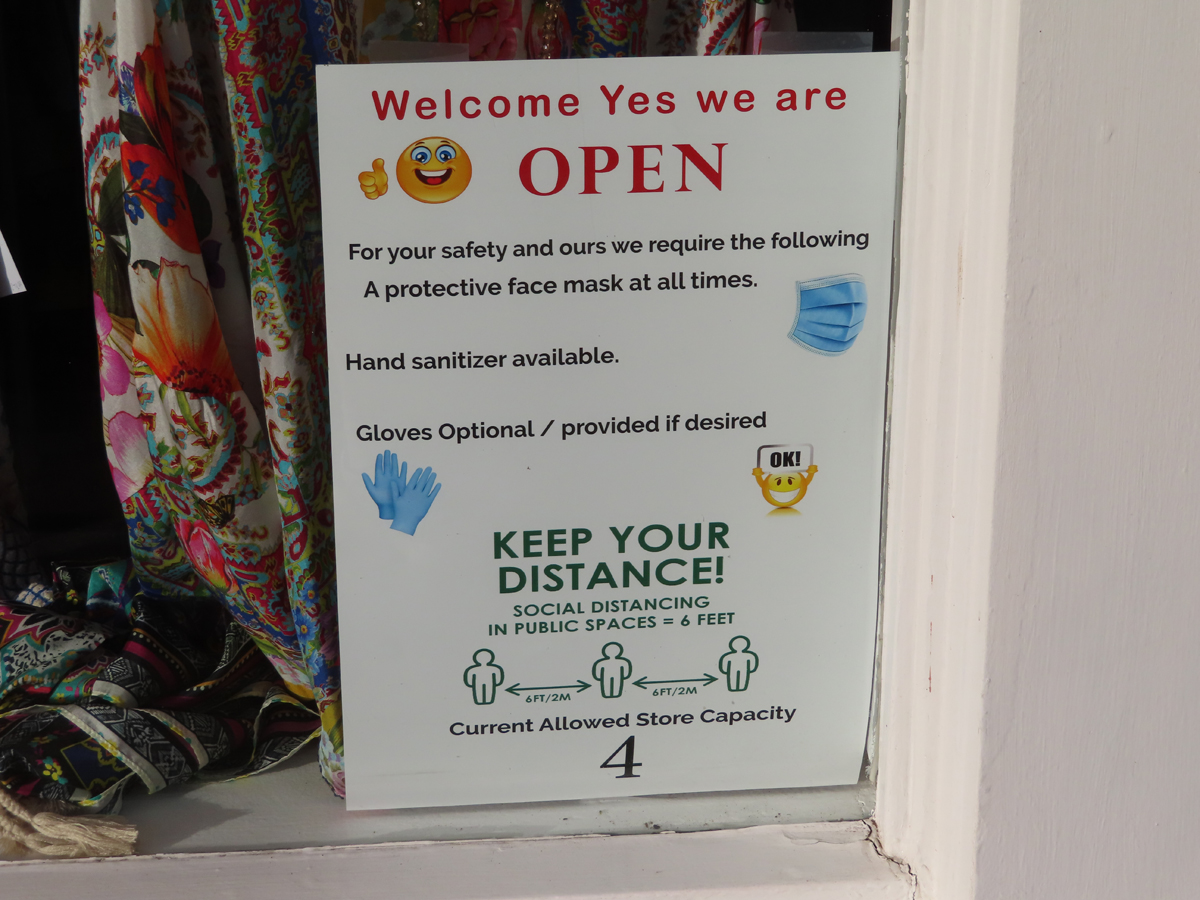 Welcome Yes we are
OPEN
For your safety and ours we require the following
A protective face mask at all times.
Hand sanitizer available.
Gloves Optional / provided if desired
OK!
KEEP YOUR
DISTANCE!
SOCIAL DISTANCING
IN PUBLIC SPACES = 6 FEET
6FT/2M 6FT/2M
Current Allowed Store Capacity
4